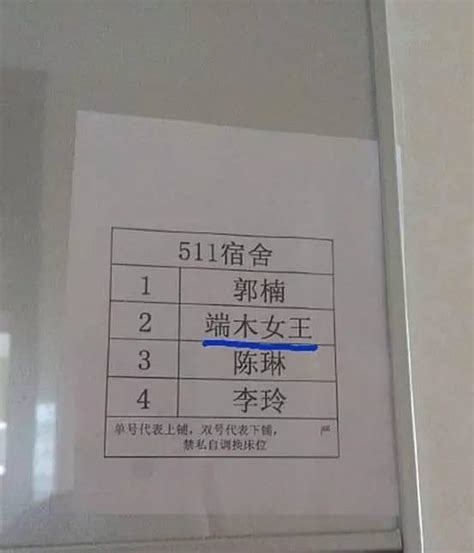 511宿舍
1 郭楠
2 端木女王
3 陈琳
4 李玲
单号代表上铺，双号代表下铺， 严
禁私自调换床位